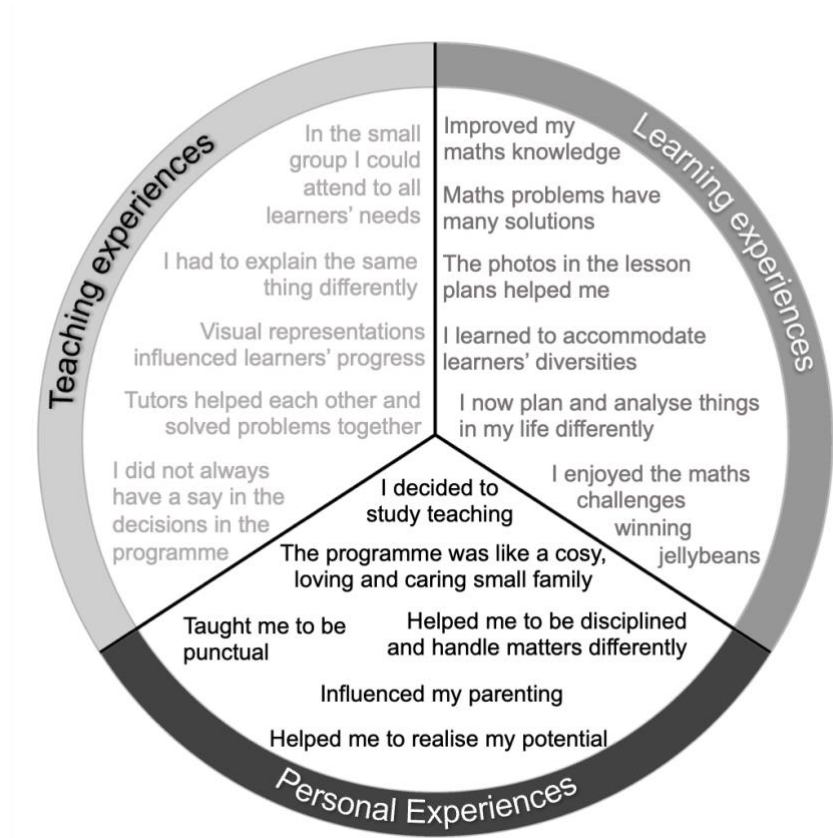 Teaching experiences
In the small
group I could
attend to all
learners' needs
I had to explain the same
thing differently
Visual representations
influenced learners' progress
Tutors helped each other and
solved problems together
I did not always
have a say in the
decisions in the
programme
Learning experiences
Improved my
maths knowledge
Maths problems have
many solutions
The photos in the lesson
plans helped me
I learned to accommodate
learners' diversities
I now plan and analyse things
in my life differently
I enjoyed the maths
challenges
winning
jellybeans
I decided to
study teaching
The programme was like a cosy,
loving and caring small family
Taught me to be
punctual
Helped me to be disciplined
and handle matters differently
Influenced my parenting
Helped me to realise my potential
Personal Experiences